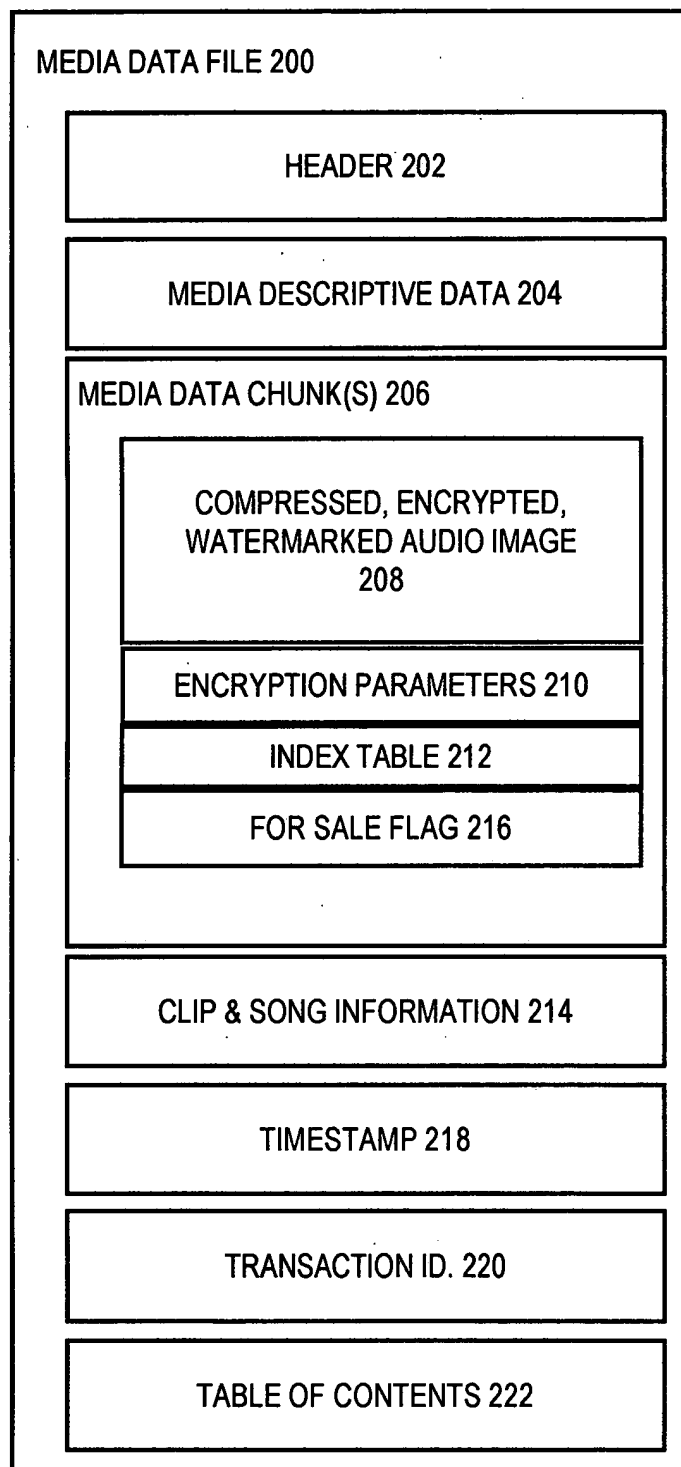 MEDIA DATA FILE 200
HEADER 202
MEDIA DESCRIPTIVE DATA 204
MEDIA DATA CHUNK(S) 206
COMPRESSED, ENCRYPTED,
WATERMARKED AUDIO IMAGE
208
ENCRYPTION PARAMETERS 210
INDEX TABLE 212
FOR SALE FLAG 216
CLIP & SONG INFORMATION 214
TIMESTAMP 218
TRANSACTION ID. 220
TABLE OF CONTENTS 222